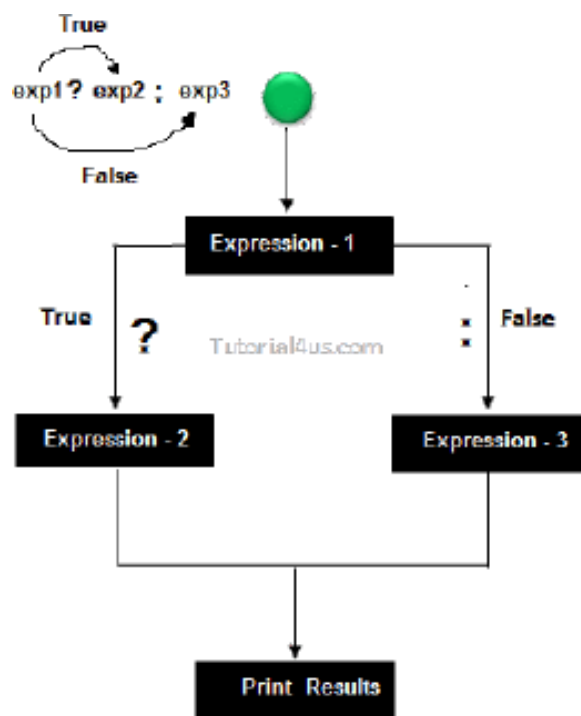 True
exp1? exp2 ; exp3
False
Expression - 1
True
?
Tutorial4us.com
:
False
Expression - 2
Expression - 3
Print Results